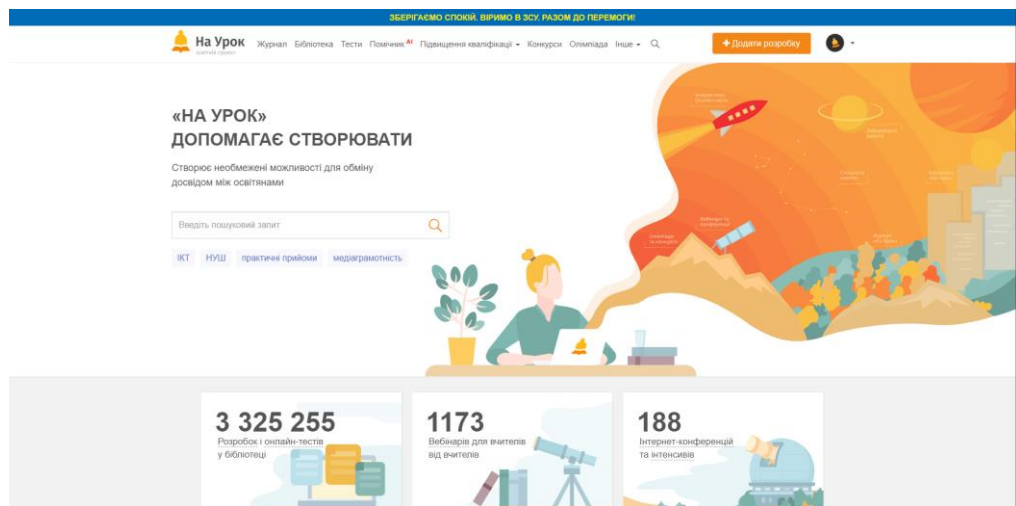 ЗБЕРІГАЄМО СПОКІЙ. ВІРИМО В ЗСУ. РАЗОМ ДО ПЕРЕМОГИ!
На Урок
освітній проєкт
Журнал Бібліотека Тести Помічник AI Підвищення кваліфікації Конкурси Олімпіада Інше
+ Додати розробку
«НА УРОК»
ДОПОМАГАЄ СТВОРЮВАТИ
Створює необмежені можливості для обміну
досвідом між освітянами
Введіть пошуковий запит
ІКТ НУШ практичні прийоми медіаграмотність
3 325 255
Розробок і онлайн-тестів
у бібліотеці
1173
Вебінарів для вчителів
від вчителів
188
Інтернет-конференцій
та інтенсивів